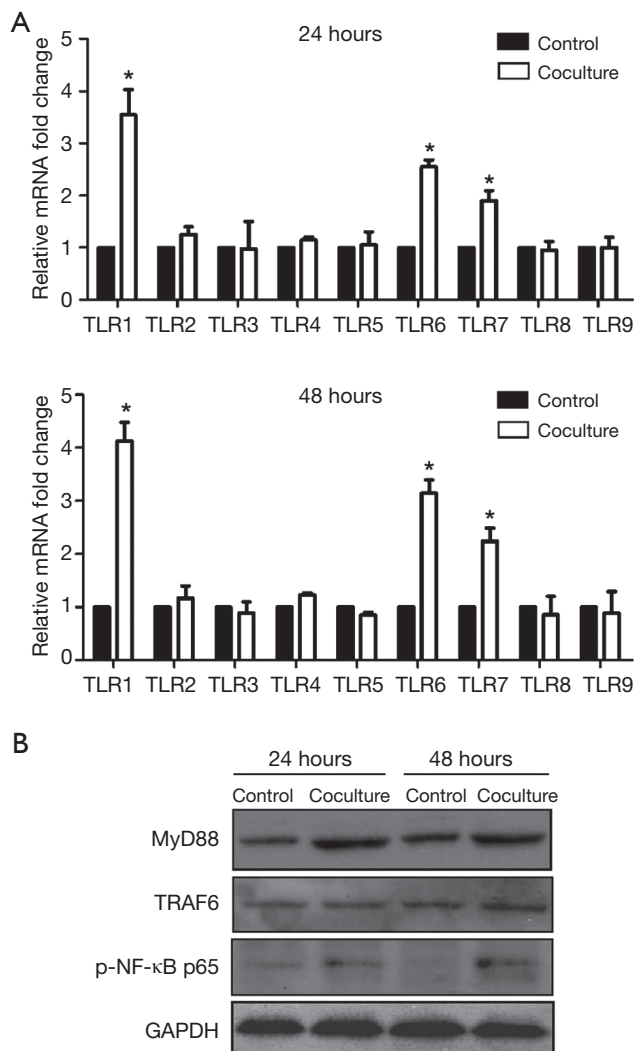 A
24 hours
Control
Coculture
Relative mRNA fold change
5
4
3
2
1
0
*
*
*
TLR1 TLR2 TLR3 TLR4 TLR5 TLR6 TLR7 TLR8 TLR9
48 hours
Control
Coculture
Relative mRNA fold change
5
4
3
2
1
0
*
*
*
TLR1 TLR2 TLR3 TLR4 TLR5 TLR6 TLR7 TLR8 TLR9
B
24 hours 48 hours
Control Coculture Control Coculture
MyD88
TRAF6
p-NF-κB p65
GAPDH